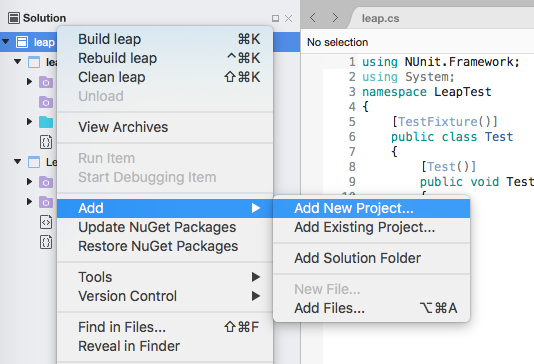 Solution
leap.cs
leap
No selection
Build leap ⌘K
Rebuild leap ^⌘K
Clean leap ⇧⌘K
Unload
View Archives
Run Item
Start Debugging Item
Add
Update NuGet Packages
Restore NuGet Packages
Tools
Version Control
Find in Files... ⇧⌘F
Reveal in Finder
Add New Project...
Add Existing Project...
Add Solution Folder
New File...
Add Files... ⌥⌘A
1 using NUnit.Framework;
2 using System;
3 namespace LeapTest
4 {
5 [TestFixture()]
6 public class Test
7 {
8 [Test()]
9 public void Test
10 {